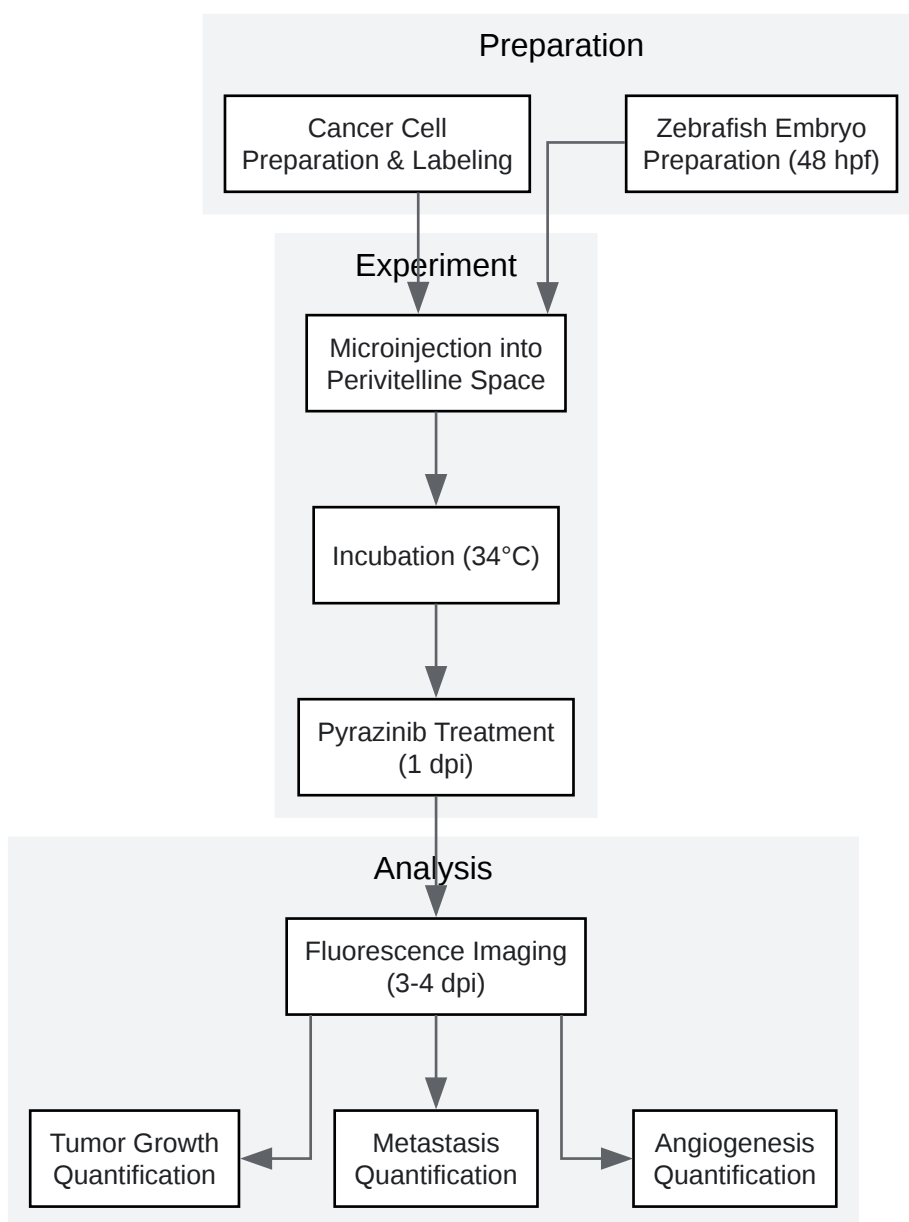 Preparation
Cancer Cell
Preparation & Labeling
Zebrafish Embryo
Preparation (48 hpf)
Experiment
Microinjection into
Perivitelline Space
Incubation (34°C)
Pyrazinib Treatment
(1 dpi)
Analysis
Fluorescence Imaging
(3-4 dpi)
Tumor Growth
Quantification
Metastasis
Quantification
Angiogenesis
Quantification